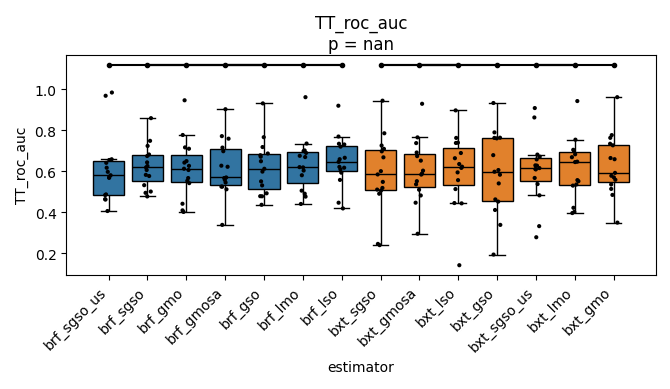 TT_roc_auc
p = nan
TT_roc_auc
1.0
0.8
0.6
0.4
0.2
brf_sgso_us
brf_sgso
brf_gmo
brf_gmosa
brf_gso
brf_lmo
brf_lso
bxt_sgso
bxt_gmosa
bxt_lso
bxt_gso
bxt_sgso_us
bxt_lmo
bxt_gmo
estimator